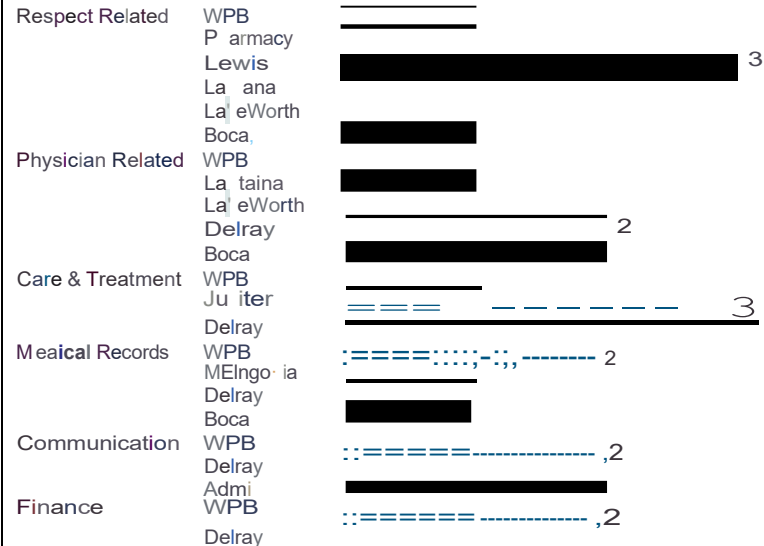 Respect Related WPB
P armacy
Lewis 3
La ana
La' eWorth
Boca,
Physician Related WPB
La taina
La' eWorth
Delray 2
Boca
Care & Treatment WPB
Ju iter 3
Delray
Meaical Records WPB 2
MElngo· ia
Delray
Boca
Communication WPB ,2
Delray
Admi
Finance WPB ,2
Delray